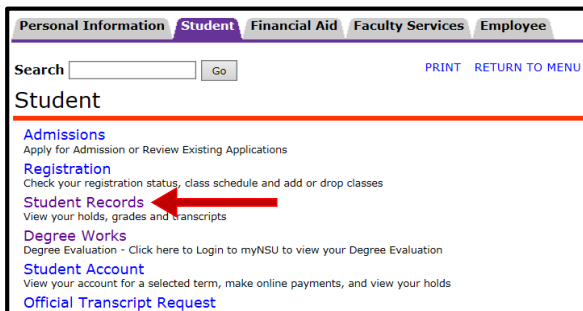 Personal Information Student Financial Aid Faculty Services Employee
Search Go PRINT RETURN TO MENU
Student
Admissions
Apply for Admission or Review Existing Applications
Registration
Check your registration status, class schedule and add or drop classes
Student Records
View your holds, grades and transcripts
Degree Works
Degree Evaluation - Click here to Login to myNSU to view your Degree Evaluation
Student Account
View your account for a selected term, make online payments, and view your holds
Official Transcript Request